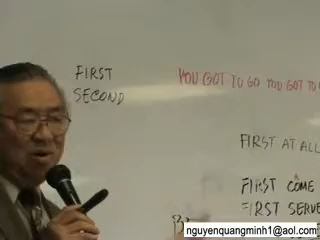 FIRST
SECOND
YOU GOT TO GO YOU GOT TO
FIRST AT ALL
FIRST COME
FIRST SERVE
nguyenquangminh1@aol.com